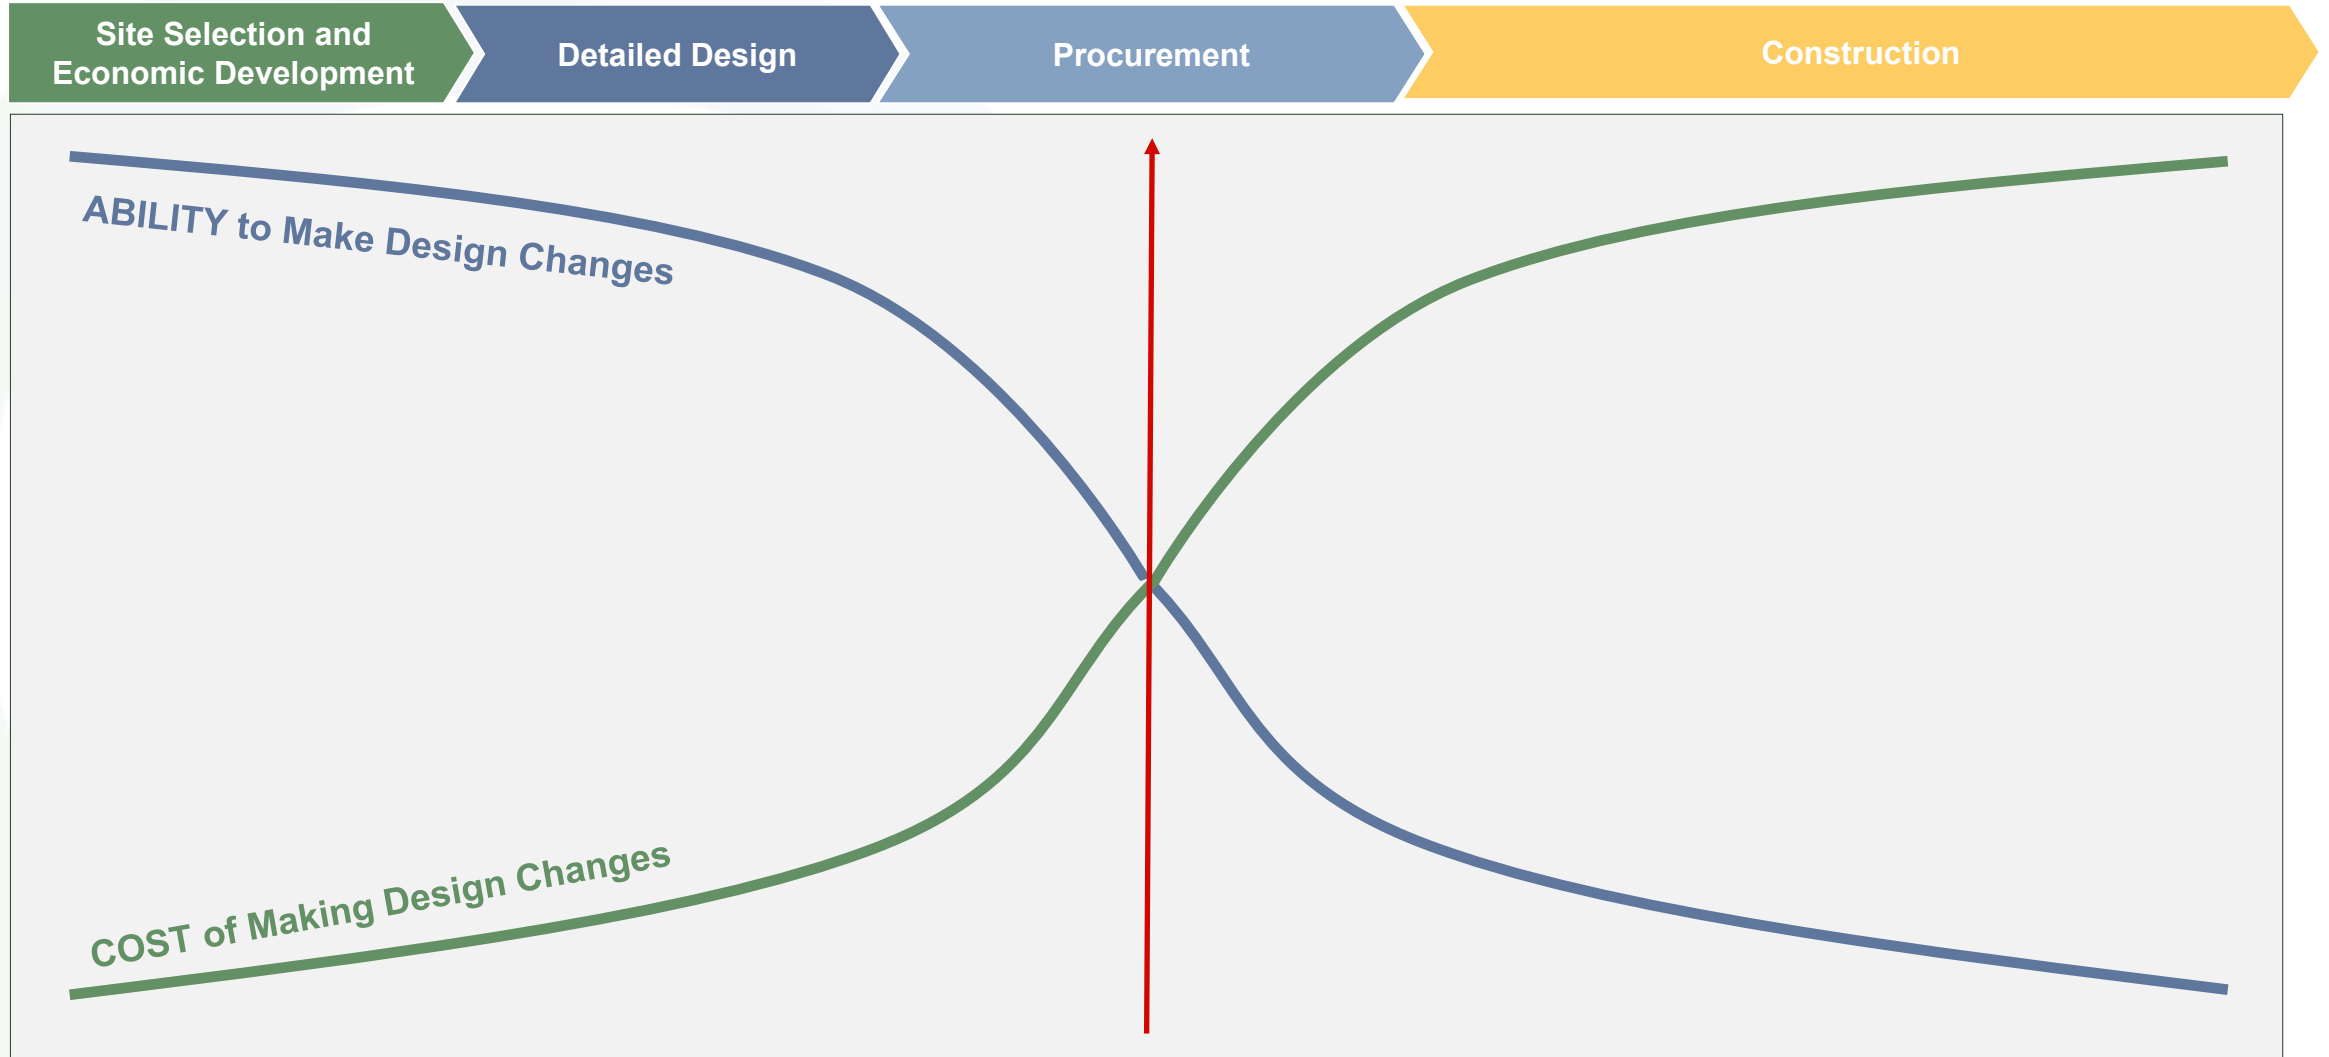 Site Selection and
Economic Development
Detailed Design
Procurement
Construction
ABILITY to Make Design Changes
COST of Making Design Changes